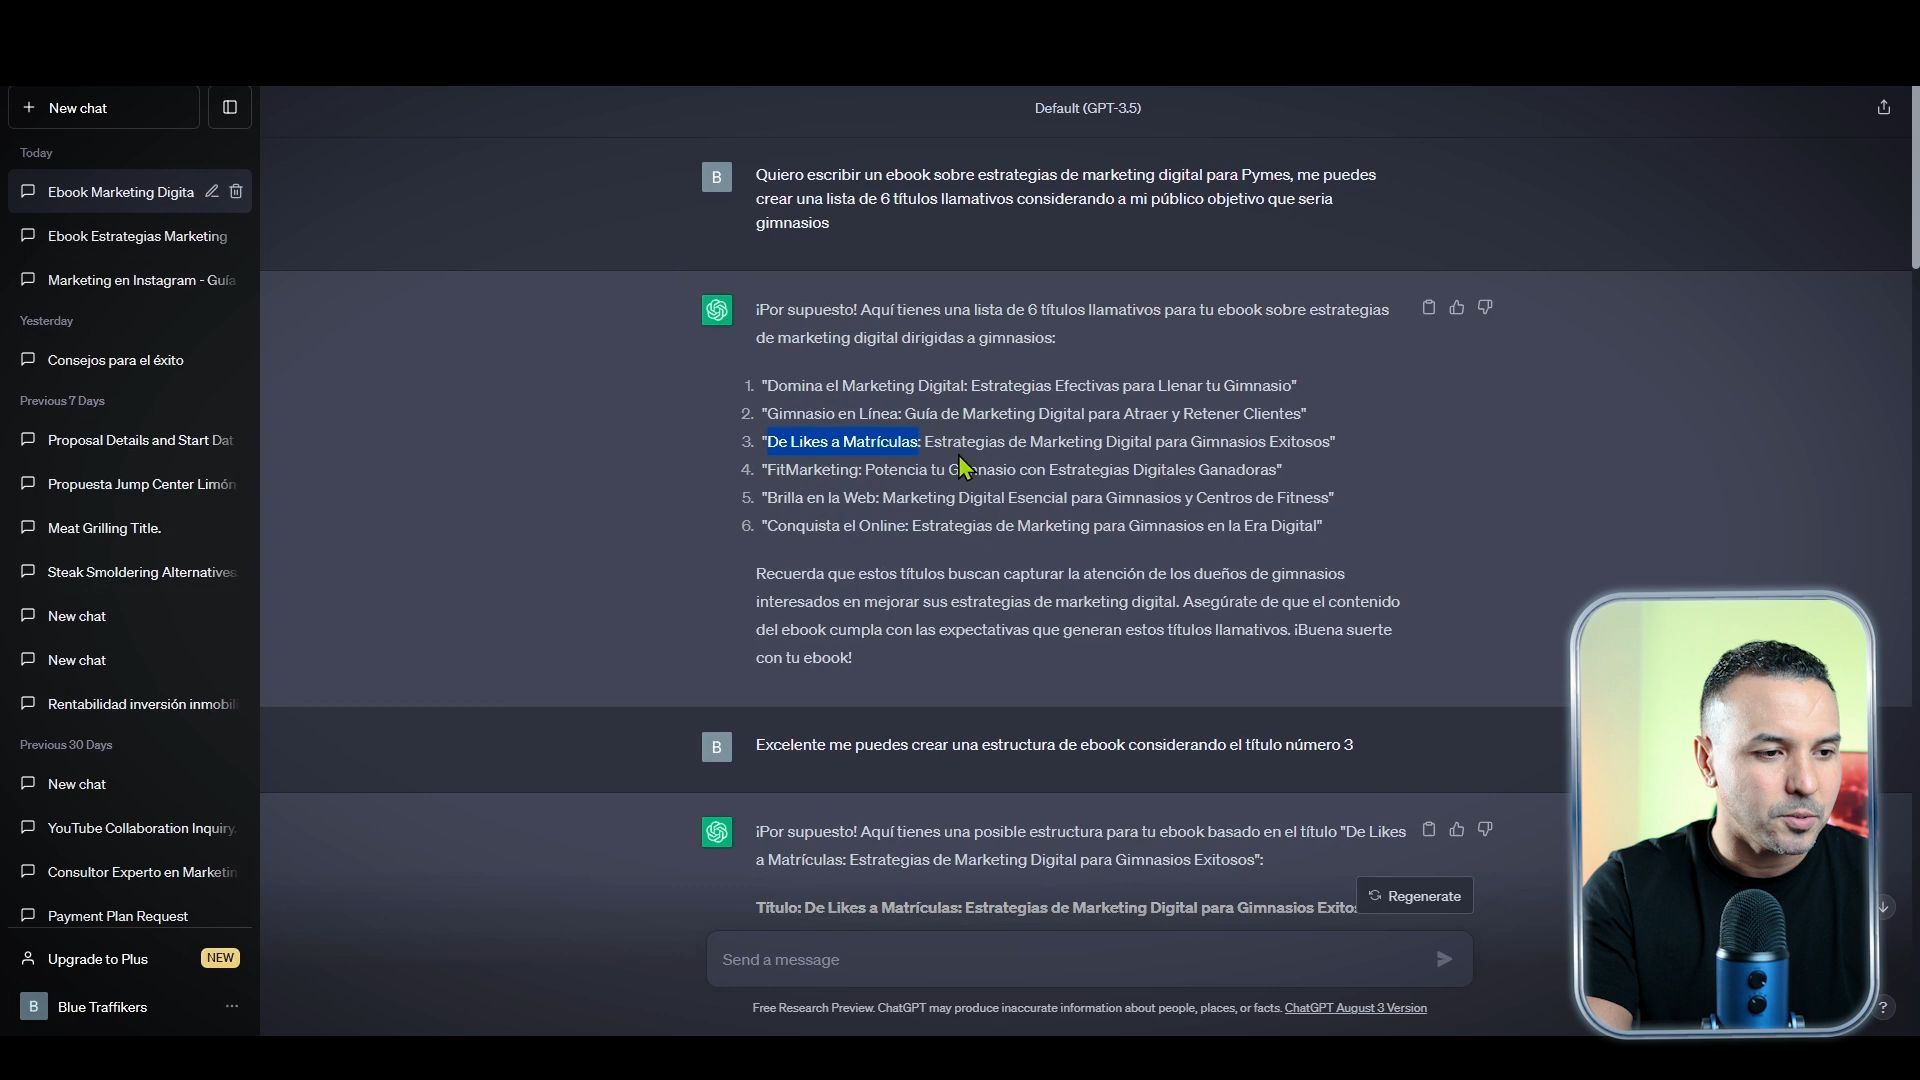 New chat
Default (GPT-3.5)
Today
Ebook Marketing Digita
Ebook Estrategias Marketing
Marketing en Instagram - Guía
Yesterday
Consejos para el éxito
Previous 7 Days
Proposal Details and Start Dat
Propuesta Jump Center Limón
Meat Grilling Title.
Steak Smoldering Alternatives.
New chat
New chat
Rentabilidad inversión inmobili
Previous 30 Days
New chat
YouTube Collaboration Inquiry.
Consultor Experto en Marketin
Payment Plan Request
Upgrade to Plus NEW
B Blue Traffikers
B
Quiero escribir un ebook sobre estrategias de marketing digital para Pymes, me puedes
crear una lista de 6 títulos llamativos considerando a mi público objetivo que seria
gimnasios
¡Por supuesto! Aquí tienes una lista de 6 títulos llamativos para tu ebook sobre estrategias
de marketing digital dirigidas a gimnasios:
1. "Domina el Marketing Digital: Estrategias Efectivas para Llenar tu Gimnasio"
2. "Gimnasio en Línea: Guía de Marketing Digital para Atraer y Retener Clientes"
3. "De Likes a Matrículas: Estrategias de Marketing Digital para Gimnasios Exitosos"
4. "FitMarketing: Potencia tu Gimnasio con Estrategias Digitales Ganadoras"
5. "Brilla en la Web: Marketing Digital Esencial para Gimnasios y Centros de Fitness"
6. "Conquista el Online: Estrategias de Marketing para Gimnasios en la Era Digital"
Recuerda que estos títulos buscan capturar la atención de los dueños de gimnasios
interesados en mejorar sus estrategias de marketing digital. Asegúrate de que el contenido
del ebook cumpla con las expectativas que generan estos títulos llamativos. ¡Buena suerte
con tu ebook!
B
Excelente me puedes crear una estructura de ebook considerando el título número 3
¡Por supuesto! Aquí tienes una posible estructura para tu ebook basado en el título "De Likes
a Matrículas: Estrategias de Marketing Digital para Gimnasios Exitosos":
Título: De Likes a Matrículas: Estrategias de Marketing Digital para Gimnasios Exitos
Regenerate
Send a message
Free Research Preview. ChatGPT may produce inaccurate information about people, places, or facts. ChatGPT August 3 Version
?